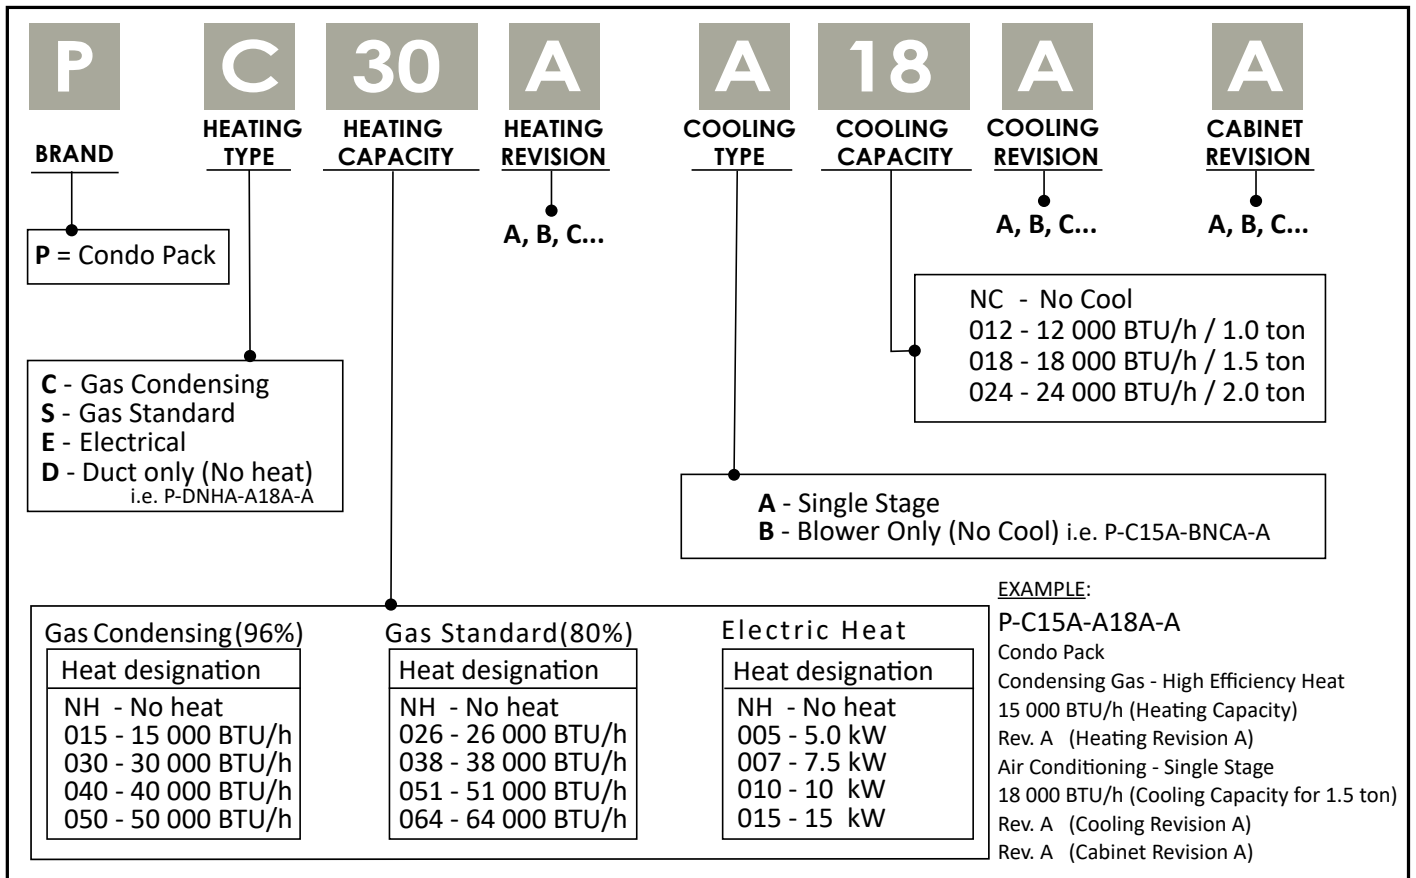 P C 30 A A 18 A A
BRAND
HEATING TYPE
HEATING CAPACITY
HEATING REVISION
COOLING TYPE
COOLING CAPACITY
COOLING REVISION
CABINET REVISION
P = Condo Pack
A, B, C...
A, B, C...
A, B, C...
NC - No Cool
012 - 12 000 BTU/h / 1.0 ton
018 - 18 000 BTU/h / 1.5 ton
024 - 24 000 BTU/h / 2.0 ton
C - Gas Condensing
S - Gas Standard
E - Electrical
D - Duct only (No heat)
i.e. P-DNHA-A18A-A
A - Single Stage
B - Blower Only (No Cool) i.e. P-C15A-BNCA-A
Gas Condensing(96%)
Heat designation
NH - No heat
015 - 15 000 BTU/h
030 - 30 000 BTU/h
040 - 40 000 BTU/h
050 - 50 000 BTU/h
Gas Standard(80%)
Heat designation
NH - No heat
026 - 26 000 BTU/h
038 - 38 000 BTU/h
051 - 51 000 BTU/h
064 - 64 000 BTU/h
Electric Heat
Heat designation
NH - No heat
005 - 5.0 kW
007 - 7.5 kW
010 - 10 kW
015 - 15 kW
EXAMPLE:
P-C15A-A18A-A
Condo Pack
Condensing Gas - High Efficiency Heat
15 000 BTU/h (Heating Capacity)
Rev. A (Heating Revision A)
Air Conditioning - Single Stage
18 000 BTU/h (Cooling Capacity for 1.5 ton)
Rev. A (Cooling Revision A)
Rev. A (Cabinet Revision A)